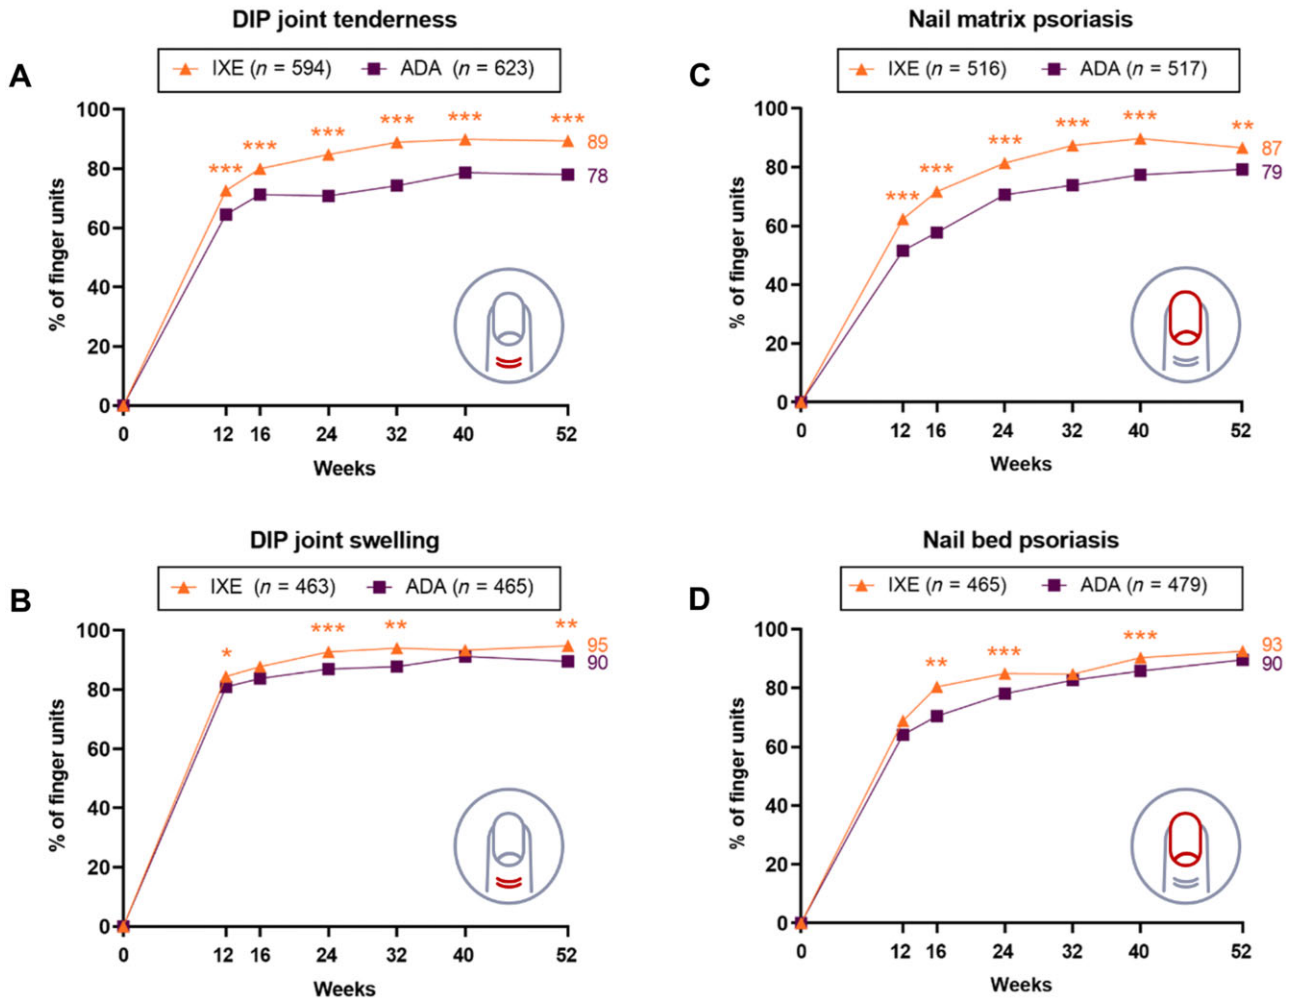 DIP joint tenderness
A
IXE (n = 594) ADA (n = 623)
100
80
60
40
20
0
% of finger units
*** *** *** *** *** ***
89
78
0 12 16 24 32 40 52
Weeks
Nail matrix psoriasis
C
IXE (n = 516) ADA (n = 517)
100
80
60
40
20
0
% of finger units
*** *** *** *** *** **
87
79
0 12 16 24 32 40 52
Weeks
DIP joint swelling
B
IXE (n = 463) ADA (n = 465)
100
80
60
40
20
0
% of finger units
* *** ** **
95
90
0 12 16 24 32 40 52
Weeks
Nail bed psoriasis
D
IXE (n = 465) ADA (n = 479)
100
80
60
40
20
0
% of finger units
** *** ***
93
90
0 12 16 24 32 40 52
Weeks